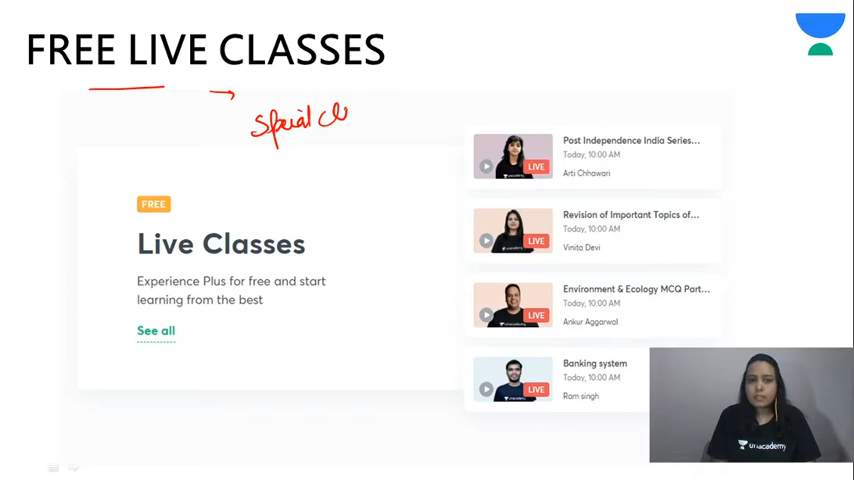 FREE LIVE CLASSES
Special cl
FREE
Live Classes
Experience Plus for free and start
learning from the best
See all
LIVE
Post Independence India Series...
Today, 10:00 AM
Arti Chhawari
LIVE
Revision of Important Topics of...
Today, 10:00 AM
Vinita Devi
LIVE
Environment & Ecology MCQ Part...
Today, 10:00 AM
Ankur Aggarwal
LIVE
Banking system
Today, 10:00 AM
Ram singh
unacademy